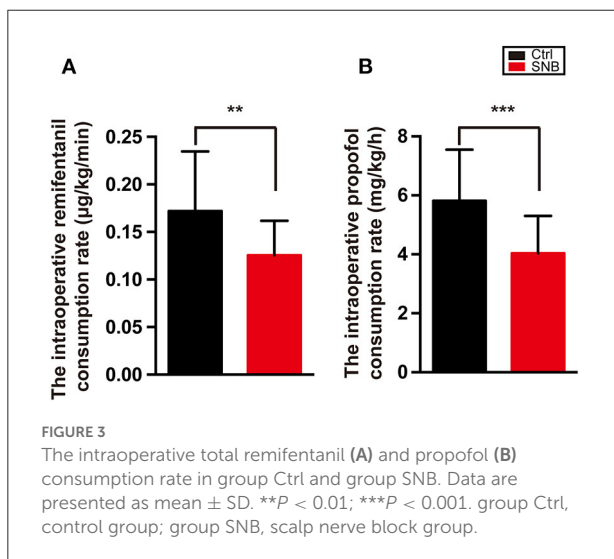 Ctrl
SNB
A
**
The intraoperative remifentanil
consumption rate (μg/kg/min)
0.25
0.20
0.15
0.10
0.05
0.00
B
***
The intraoperative propofol
consumption rate (mg/kg/h)
8
6
4
2
0
FIGURE 3
The intraoperative total remifentanil (A) and propofol (B)
consumption rate in group Ctrl and group SNB. Data are
presented as mean ± SD. **P < 0.01; ***P < 0.001. group Ctrl,
control group; group SNB, scalp nerve block group.